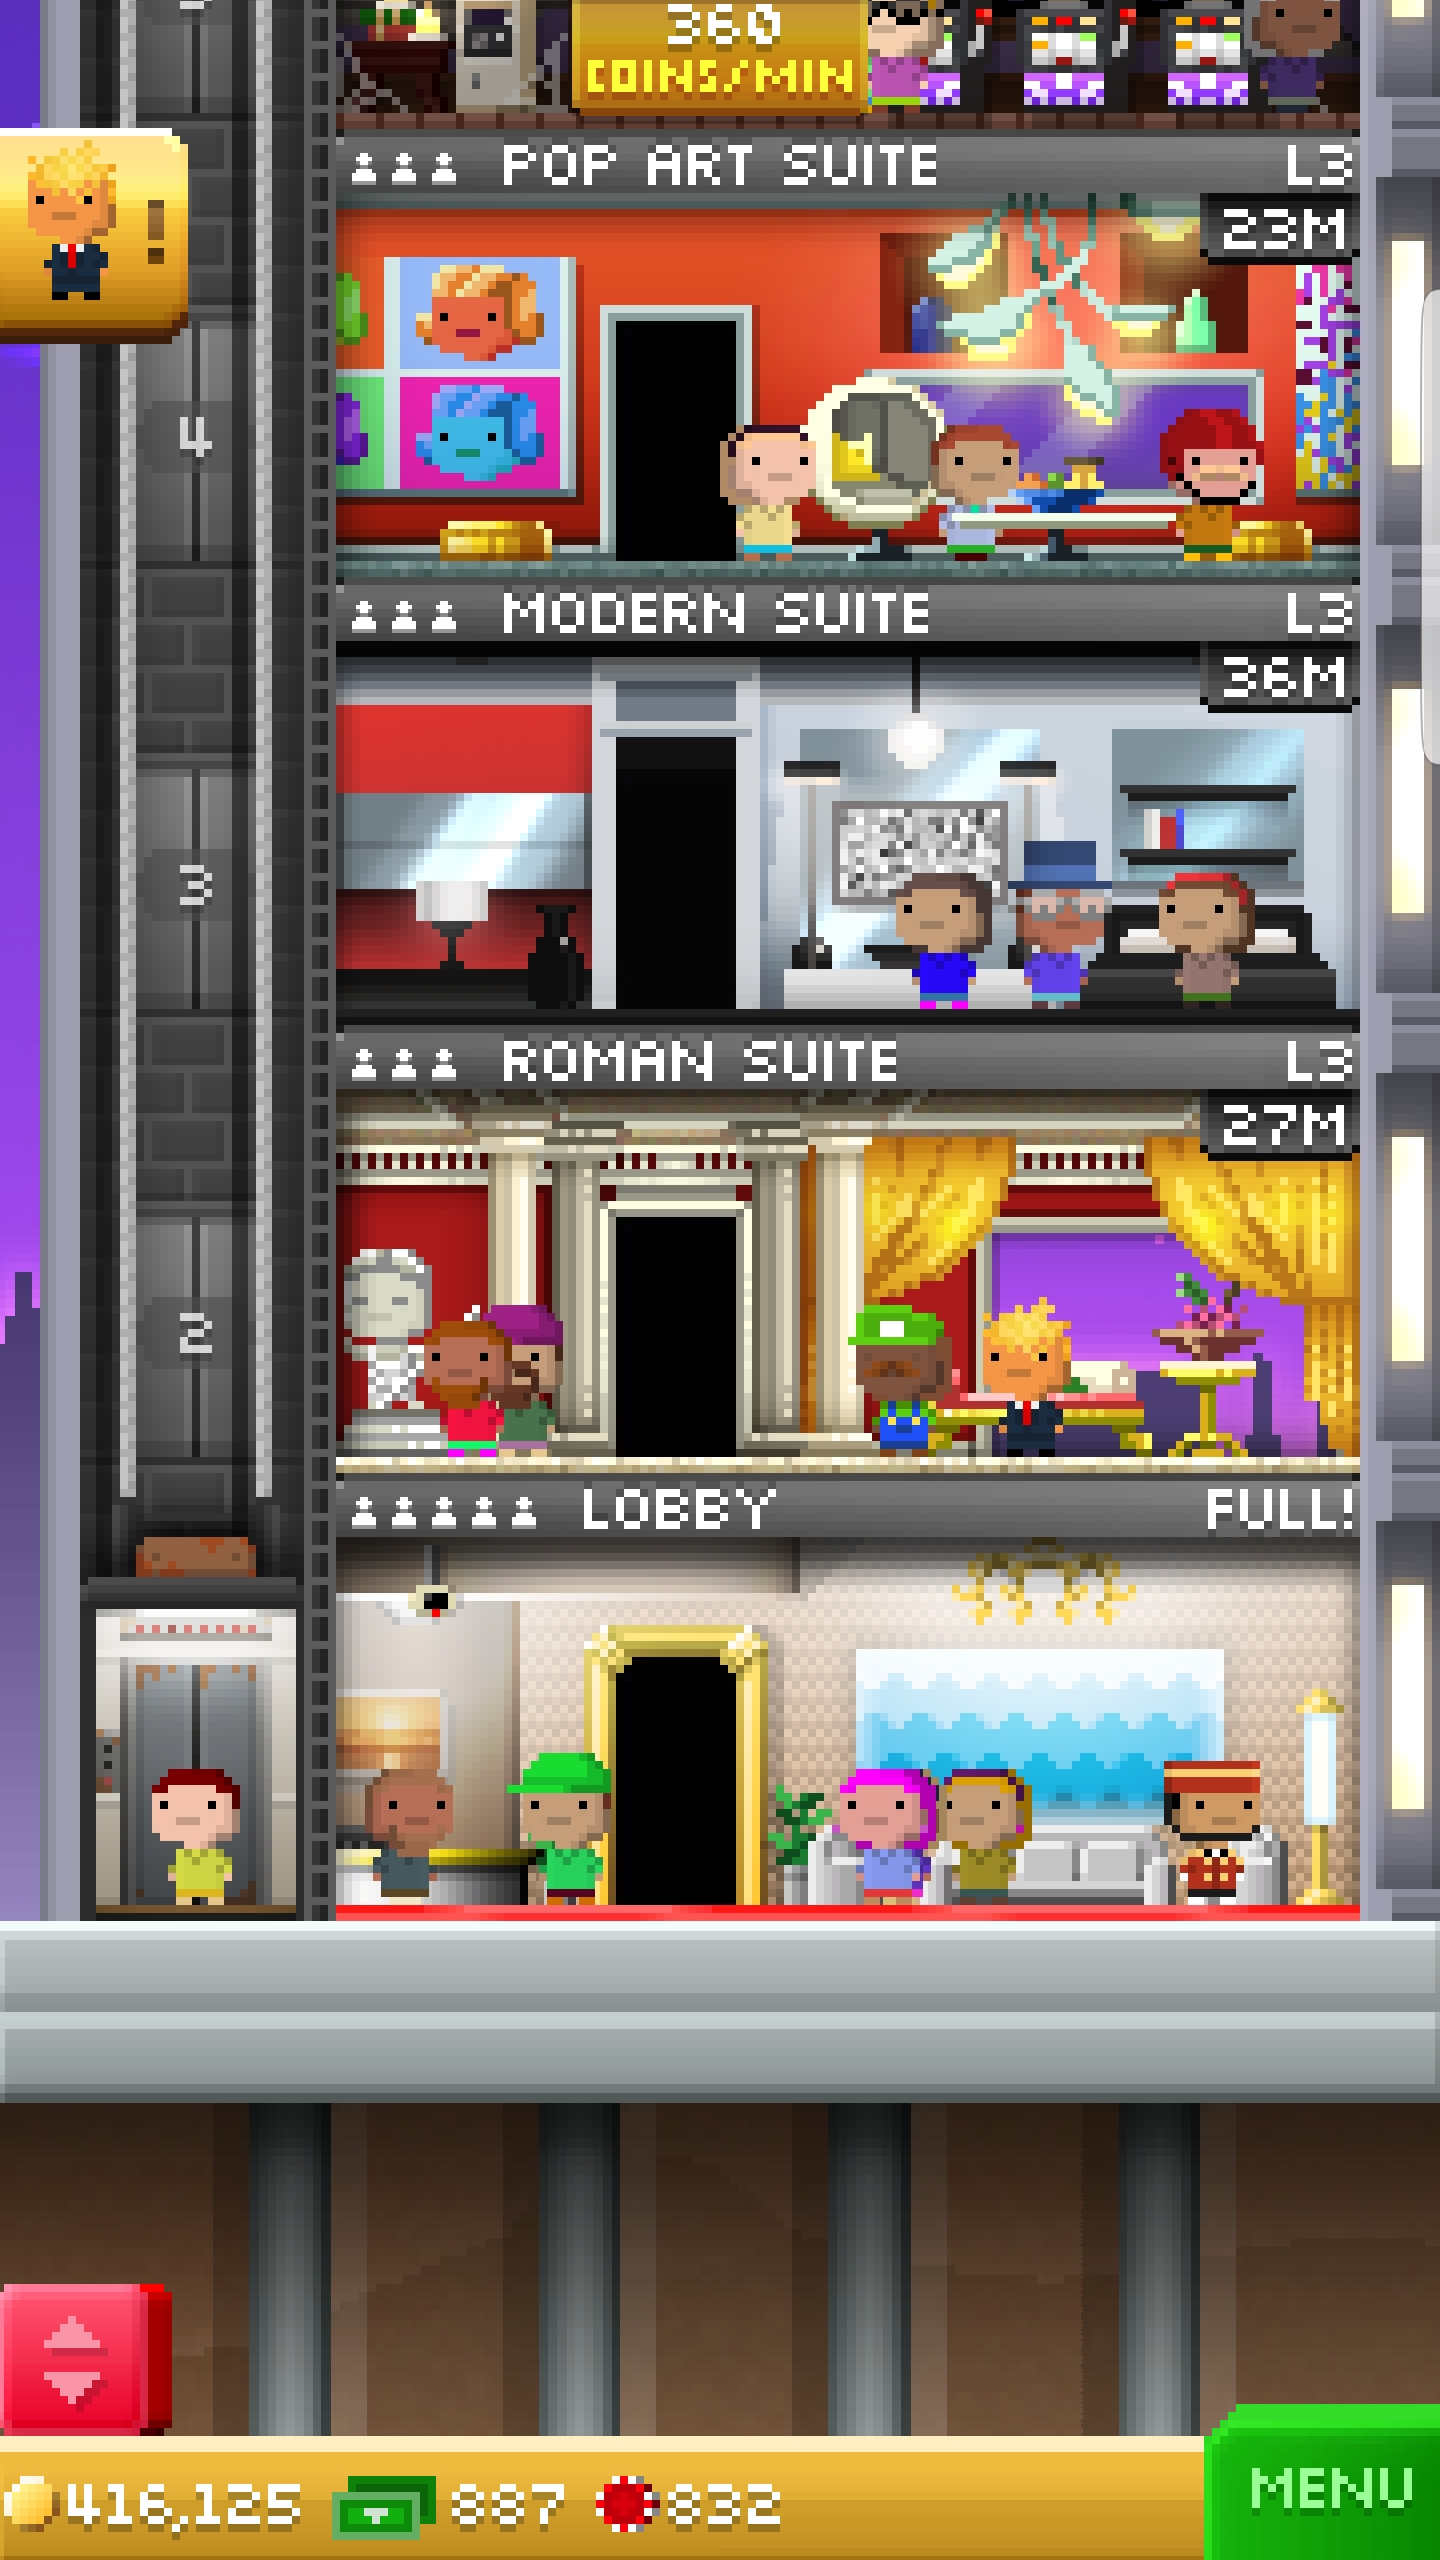 360
COINS/MIN
POP ART SUITE L3
23M
!
4
MODERN SUITE L3
36M
3
ROMAN SUITE L3
27M
2
LOBBY FULL!
416,125 887 832
MENU